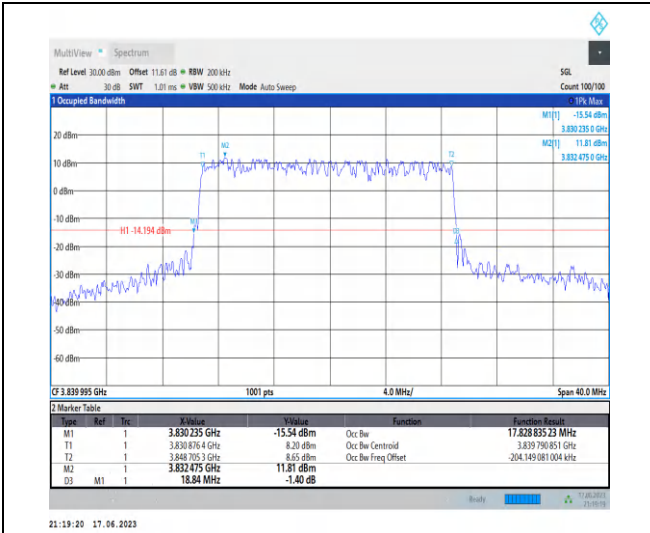 MultiView Spectrum
Ref Level 30.00 dBm Offset 11.61 dB RBW 200 kHz SGL
Att 30 dB SWT 1.01 ms VBW 500 kHz Mode Auto Sweep Count 100/100
1 Occupied Bandwidth 1Pk Max
M1[1] -15.54 dBm
3.830 235 0 GHz
M2[1] 11.81 dBm
3.832 475 0 GHz
20 dBm
M2
T1
T2
10 dBm
0 dBm
-10 dBm
M1
H1 -14.194 dBm
D3
-20 dBm
-30 dBm
-40 dBm
-50 dBm
-60 dBm
CF 3.839 995 GHz 1001 pts 4.0 MHz/ Span 40.0 MHz
2 Marker Table
Type Ref Trc X-Value Y-Value Function Function Result
M1 1 3.830 235 GHz -15.54 dBm Occ Bw 17.828 835 23 MHz
T1 1 3.830 876 4 GHz 8.20 dBm Occ Bw Centroid 3.839 790 851 GHz
T2 1 3.848 705 3 GHz 8.65 dBm Occ Bw Freq Offset -204.149 081 004 kHz
M2 1 3.832 475 GHz 11.81 dBm
D3 M1 1 18.84 MHz -1.40 dB
Ready 17.06.2023
21:19:19
21:19:20 17.06.2023